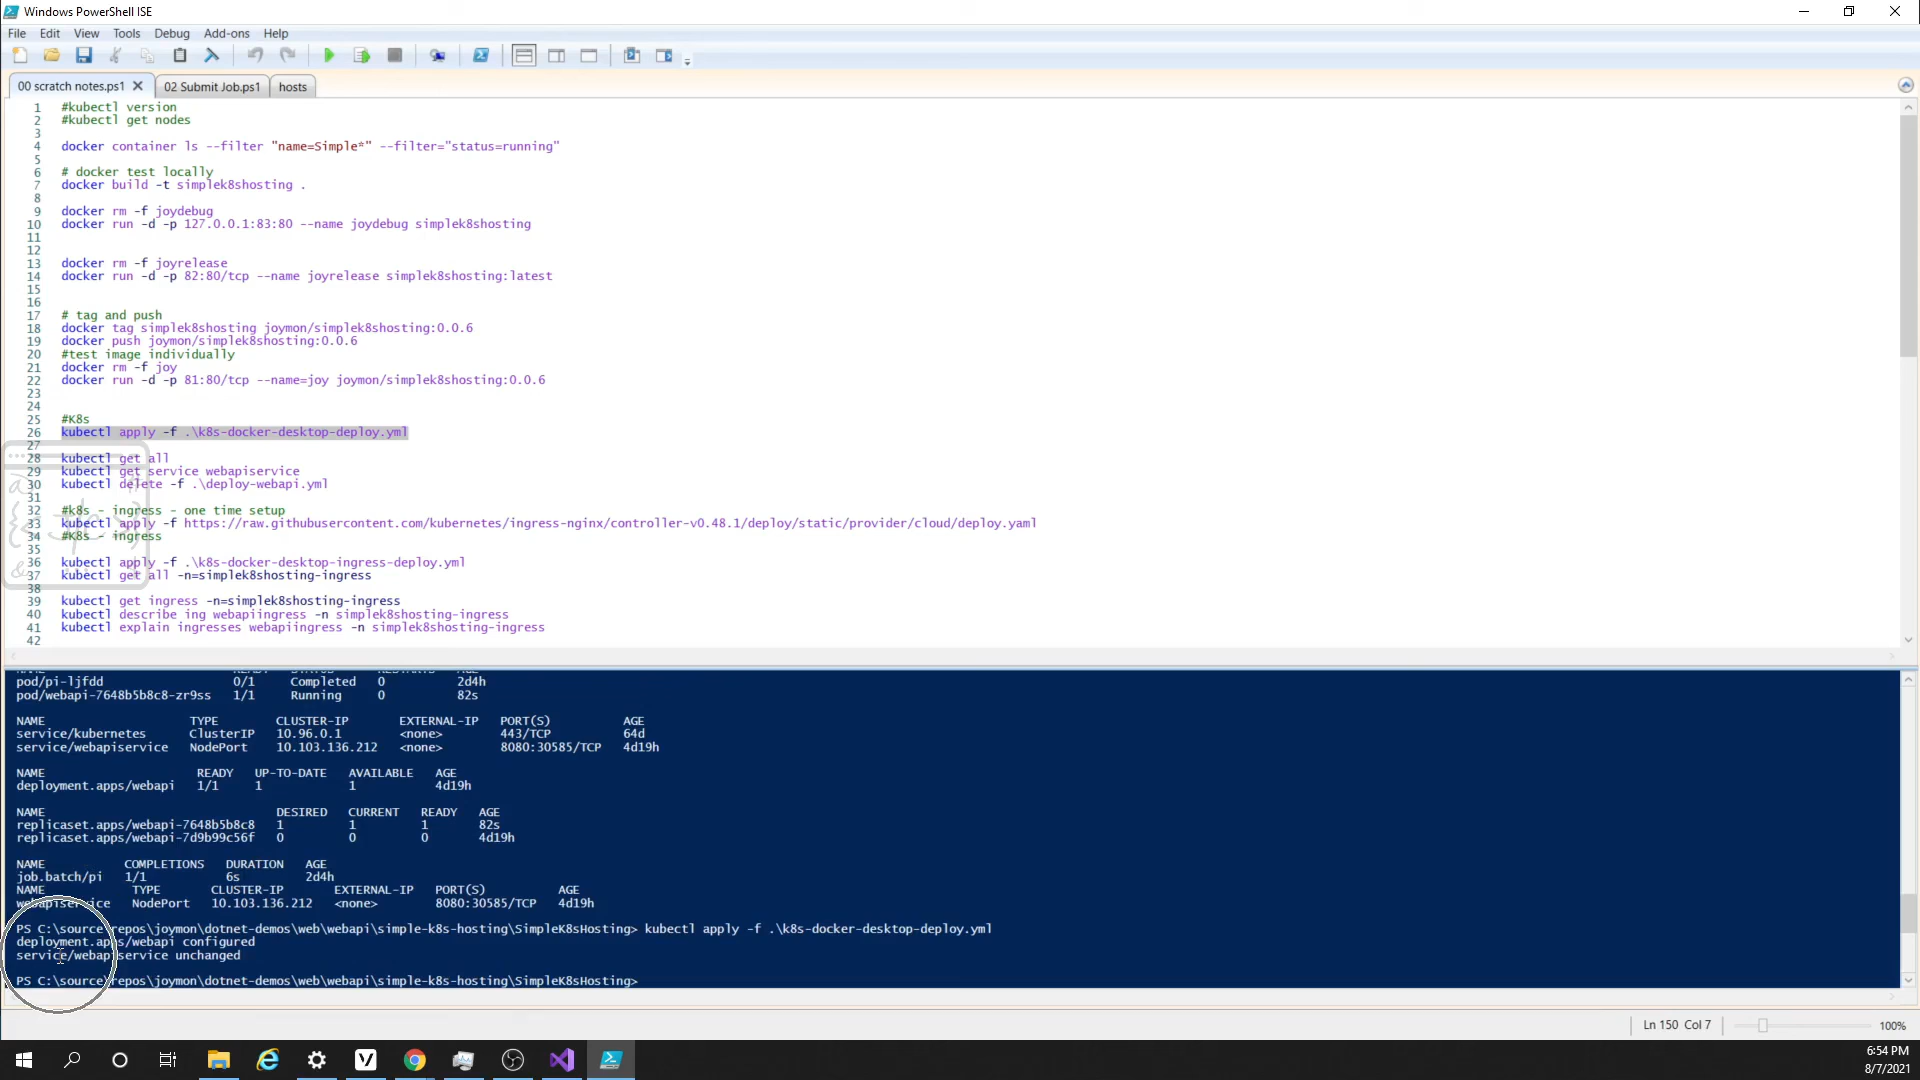 Windows PowerShell ISE
File Edit View Tools Debug Add-ons Help
00 scratch notes.ps1 02 Submit Job.ps1 hosts
1 #kubectl version
2 #kubectl get nodes
3
4 docker container ls --filter "name=Simple*" --filter="status=running"
5
6 # docker test locally
7 docker build -t simplek8shosting .
8
9 docker rm -f joydebug
10 docker run -d -p 127.0.0.1:83:80 --name joydebug simplek8shosting
11
12
13 docker rm -f joyrelease
14 docker run -d -p 82:80/tcp --name joyrelease simplek8shosting:latest
15
16
17 # tag and push
18 docker tag simplek8shosting joymon/simplek8shosting:0.0.6
19 docker push joymon/simplek8shosting:0.0.6
20 #test image individually
21 docker rm -f joy
22 docker run -d -p 81:80/tcp --name=joy joymon/simplek8shosting:0.0.6
23
24
25 #K8s
26 kubectl apply -f .\k8s-docker-desktop-deploy.yml
27
28 kubectl get all
29 kubectl get service webapiservice
30 kubectl delete -f .\deploy-webapi.yml
31
32 #k8s - ingress - one time setup
33 kubectl apply -f https://raw.githubusercontent.com/kubernetes/ingress-nginx/controller-v0.48.1/deploy/static/provider/cloud/deploy.yaml
34 #K8s - ingress
35
36 kubectl apply -f .\k8s-docker-desktop-ingress-deploy.yml
37 kubectl get all -n=simplek8shosting-ingress
38
39 kubectl get ingress -n=simplek8shosting-ingress
40 kubectl describe ing webapiingress -n simplek8shosting-ingress
41 kubectl explain ingresses webapiingress -n simplek8shosting-ingress
42
NAME READY STATUS RESTARTS AGE
pod/pi-ljfdd 0/1 Completed 0 2d4h
pod/webapi-7648b5b8c8-zr9ss 1/1 Running 0 82s
NAME TYPE CLUSTER-IP EXTERNAL-IP PORT(S) AGE
service/kubernetes ClusterIP 10.96.0.1 <none> 443/TCP 64d
service/webapiservice NodePort 10.103.136.212 <none> 8080:30585/TCP 4d19h
NAME READY UP-TO-DATE AVAILABLE AGE
deployment.apps/webapi 1/1 1 1 4d19h
NAME DESIRED CURRENT READY AGE
replicaset.apps/webapi-7648b5b8c8 1 1 1 82s
replicaset.apps/webapi-7d9b99c56f 0 0 0 4d19h
NAME COMPLETIONS DURATION AGE
job.batch/pi 1/1 6s 2d4h
NAME TYPE CLUSTER-IP EXTERNAL-IP PORT(S) AGE
webapiservice NodePort 10.103.136.212 <none> 8080:30585/TCP 4d19h
PS C:\source\repos\joymon\dotnet-demos\web\webapi\simple-k8s-hosting\SimpleK8sHosting> kubectl apply -f .\k8s-docker-desktop-deploy.yml
deployment.apps/webapi configured
service/webapiservice unchanged
PS C:\source\repos\joymon\dotnet-demos\web\webapi\simple-k8s-hosting\SimpleK8sHosting>
Ln 150 Col 7 100%
6:54 PM
8/7/2021